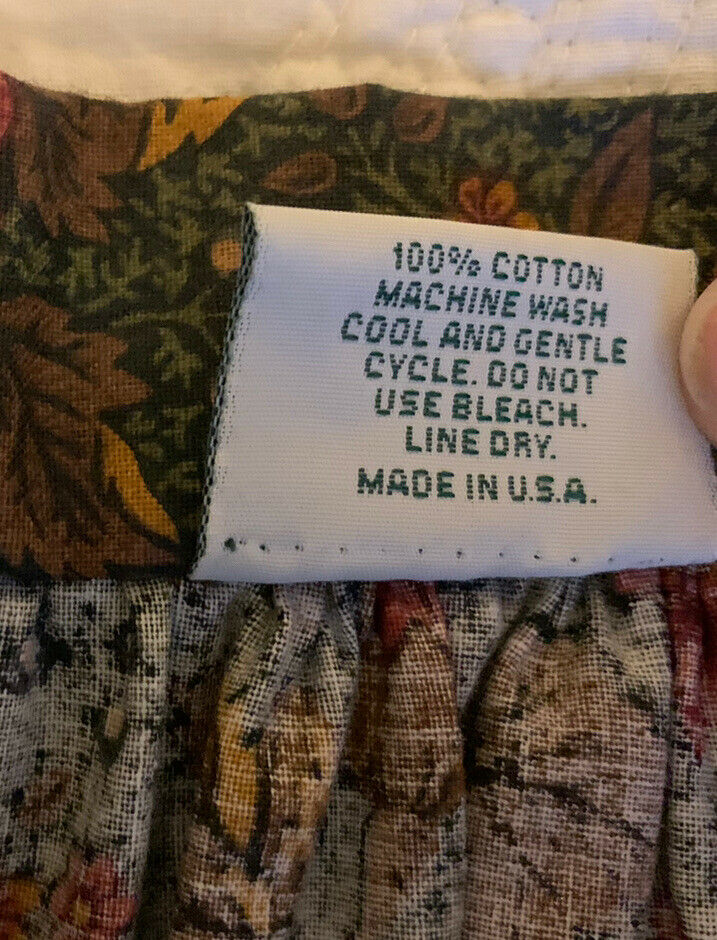 100% COTTON
MACHINE WASH
COOL AND GENTLE
CYCLE. DO NOT
USE BLEACH.
LINE DRY.
MADE IN U.S.A.